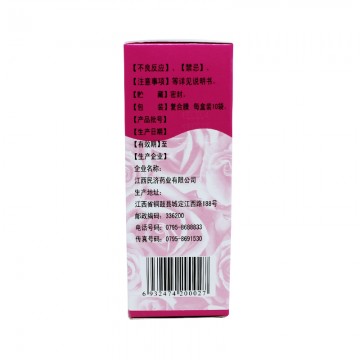 【不良反应】、【禁忌】、
【注意事项】等详见说明书。
【贮 藏】密封。
【包 装】复合膜 每盒装10袋。
【产品批号】
【生产日期】
【有效期】至
【生产企业】
企业名称:
江西民济药业有限公司
生产地址:
江西省铜鼓县城定江西路188号
邮政编码:336200
电话号码:0795-8688833
传真号码:0795-8691530
6 932474 200027